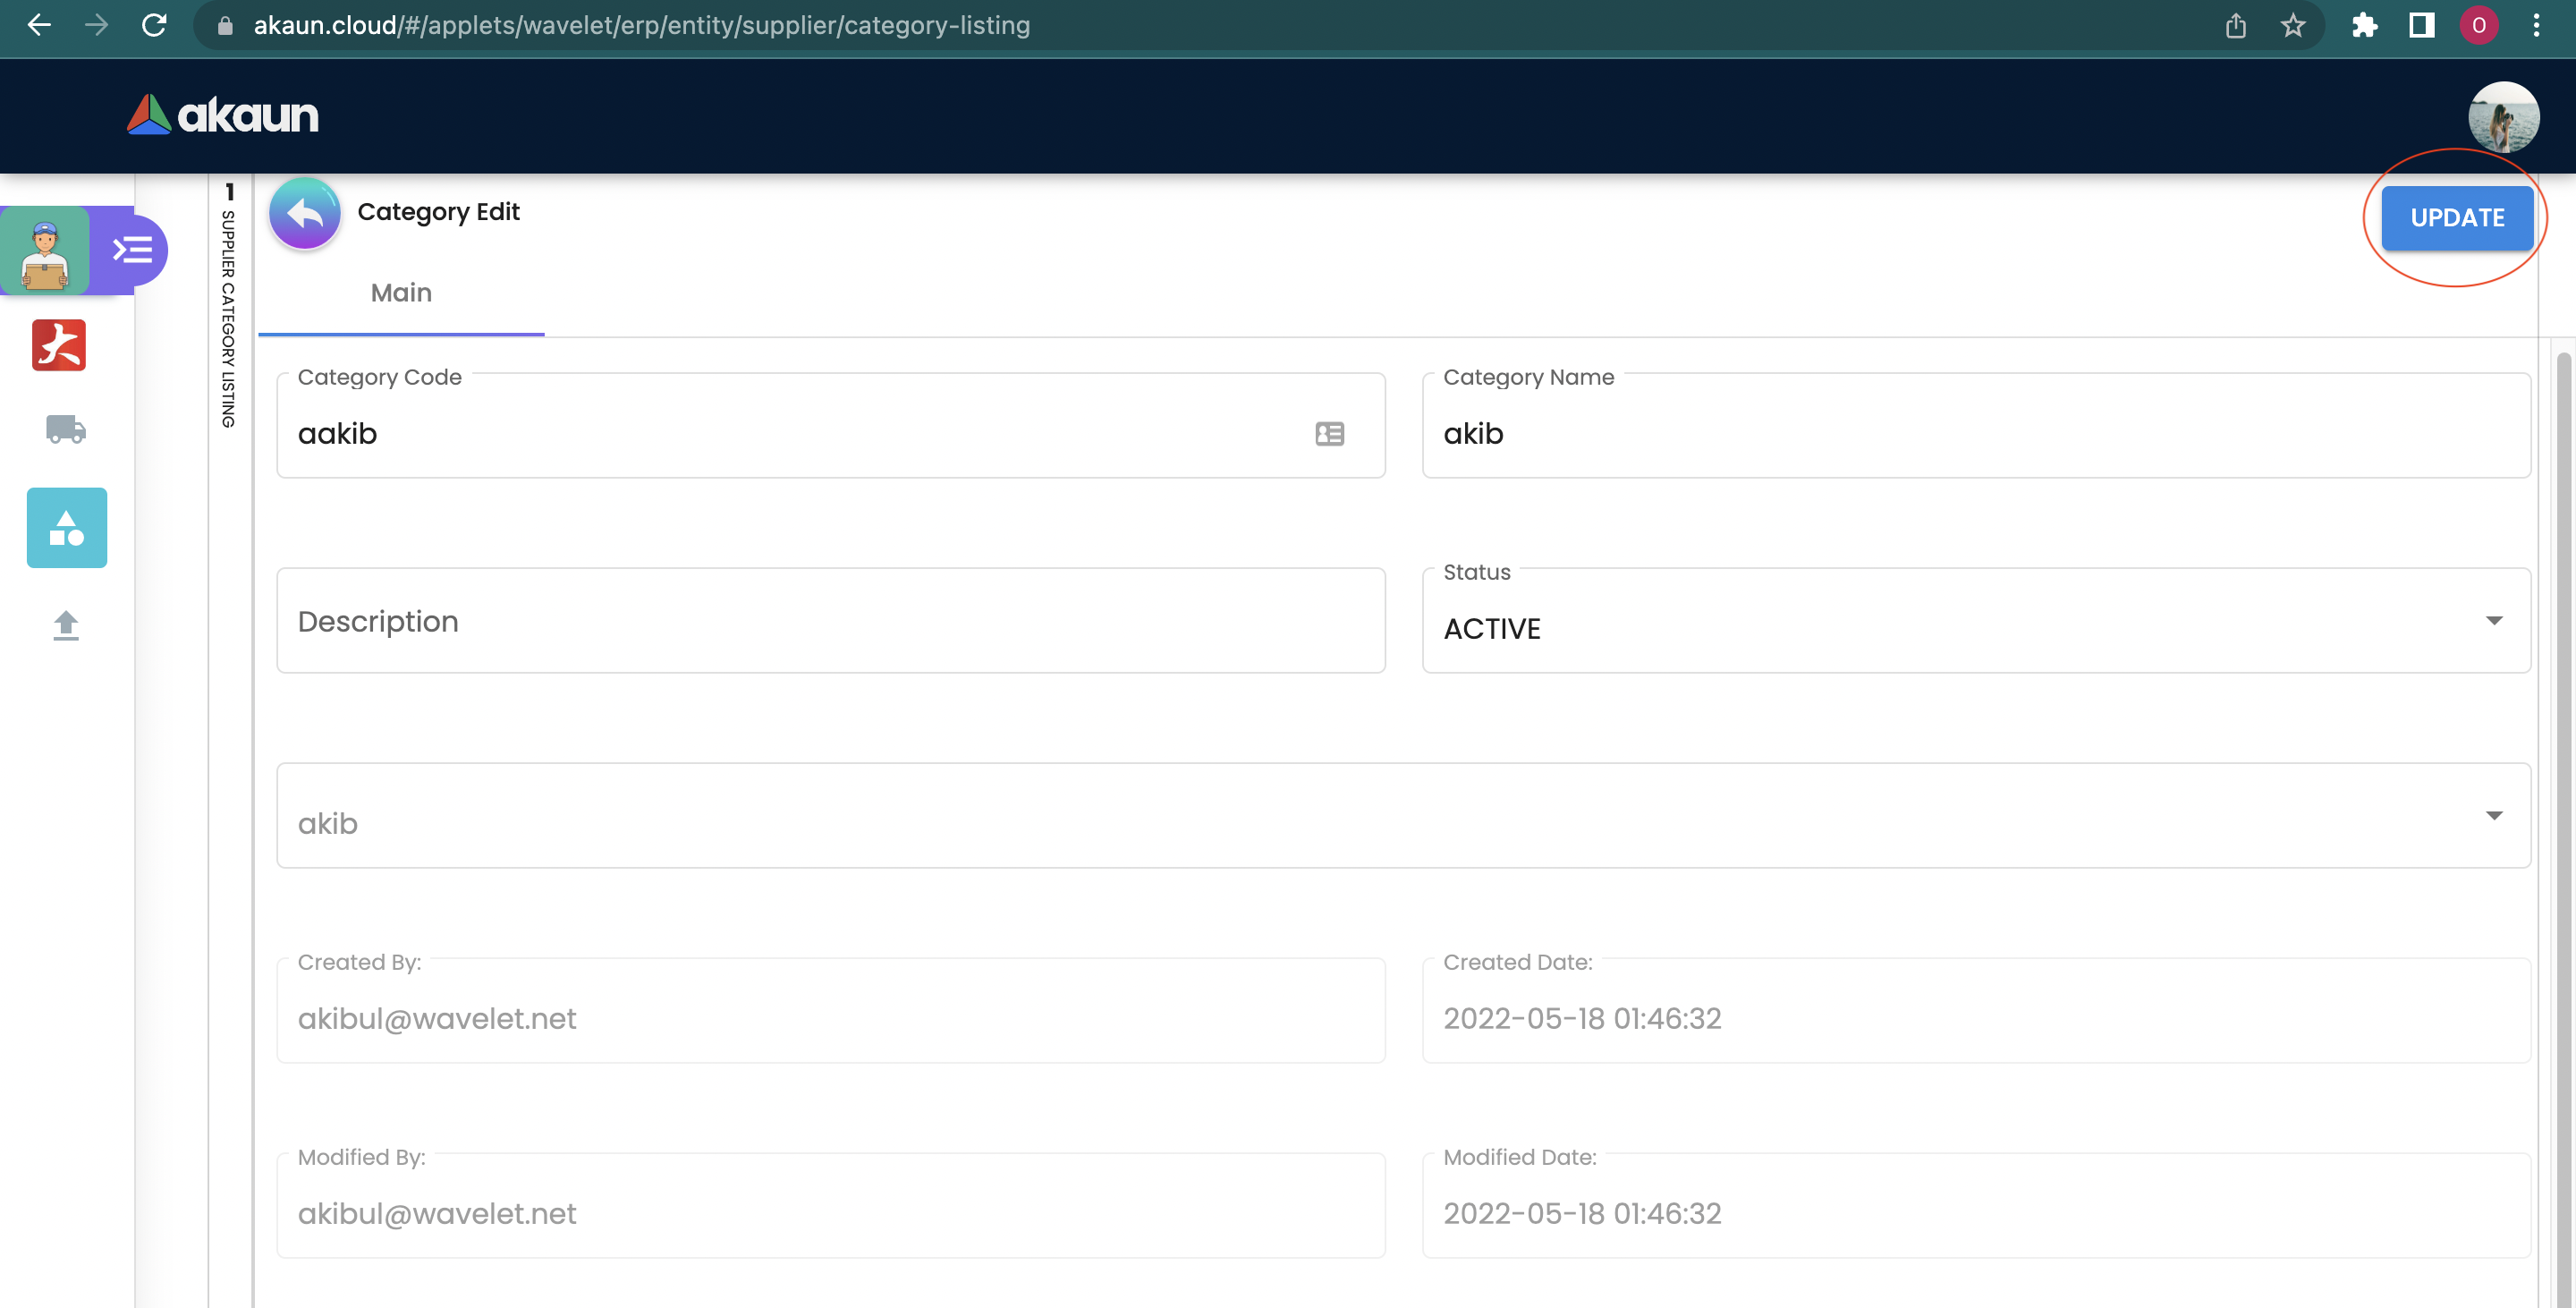 akaun.cloud/#/applets/wavelet/erp/entity/supplier/category-listing
O
akaun
1 SUPPLIER CATEGORY LISTING
Category Edit
UPDATE
Main
Category Code
aakib
Category Name
akib
Description
Status
ACTIVE
akib
Created By:
akibul@wavelet.net
Created Date:
2022-05-18 01:46:32
Modified By:
akibul@wavelet.net
Modified Date:
2022-05-18 01:46:32